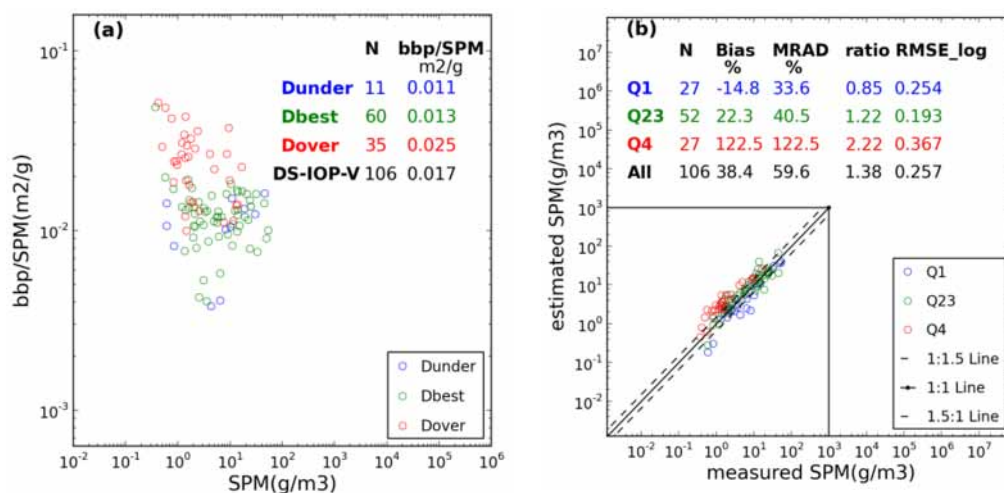 (a)
N bbp/SPM
m2/g
Dunder 11 0.011
Dbest 60 0.013
Dover 35 0.025
DS-IOP-V 106 0.017
10^-1
10^-2
10^-3
bbp/SPM(m2/g)
Dunder
Dbest
Dover
10^-2 10^-1 10^0 10^1 10^2 10^3 10^4 10^5 10^6
SPM(g/m3)
(b)
N Bias MRAD ratio RMSE_log
% %
Q1 27 -14.8 33.6 0.85 0.254
Q23 52 22.3 40.5 1.22 0.193
Q4 27 122.5 122.5 2.22 0.367
All 106 38.4 59.6 1.38 0.257
10^7
10^6
10^5
10^4
10^3
10^2
10^1
10^0
10^-1
10^-2
estimated SPM(g/m3)
Q1
Q23
Q4
1:1.5 Line
1:1 Line
1.5:1 Line
10^-2 10^-1 10^0 10^1 10^2 10^3 10^4 10^5 10^6 10^7
measured SPM(g/m3)